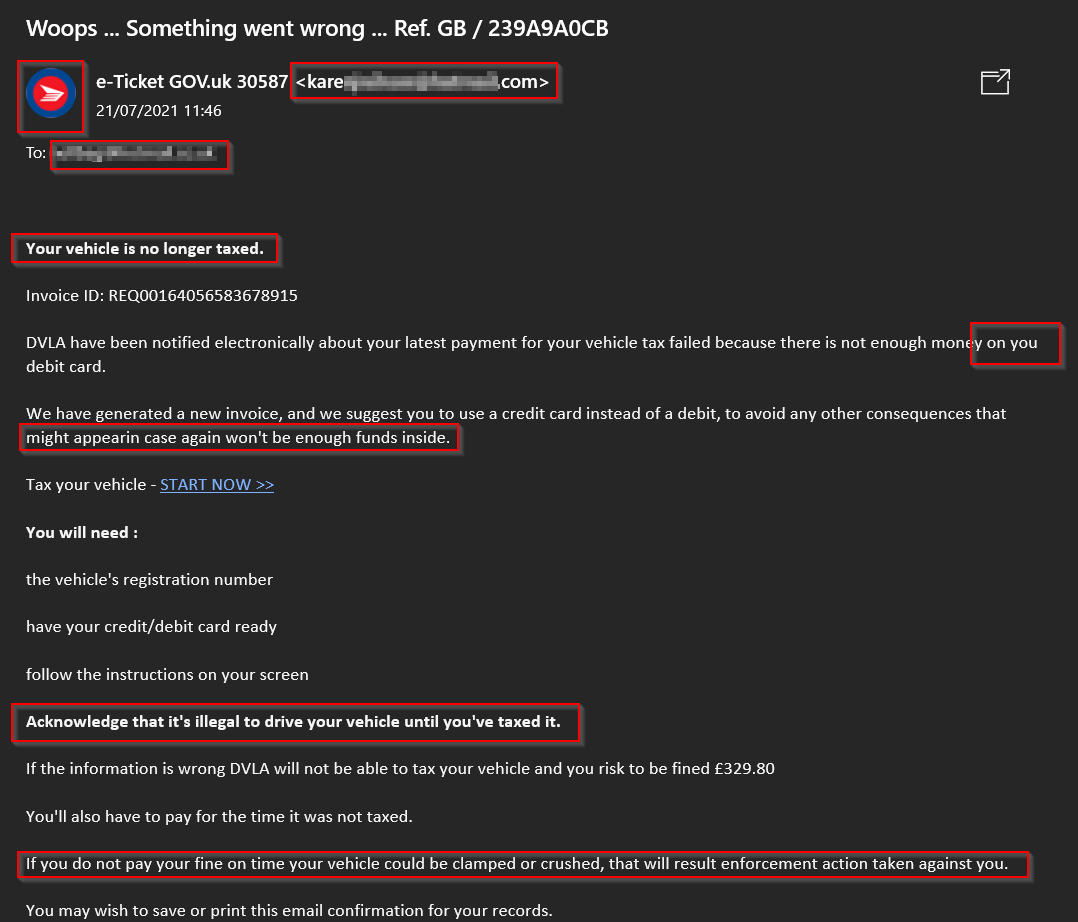 Woops ... Something went wrong ... Ref. GB / 239A9A0CB
e-Ticket GOV.uk 30587 <kare .com>
21/07/2021 11:46
To:
Your vehicle is no longer taxed.
Invoice ID: REQ00164056583678915
DVLA have been notified electronically about your latest payment for your vehicle tax failed because there is not enough money on you
debit card.
We have generated a new invoice, and we suggest you to use a credit card instead of a debit, to avoid any other consequences that
might appearin case again won't be enough funds inside.
Tax your vehicle - START NOW >>
You will need :
the vehicle's registration number
have your credit/debit card ready
follow the instructions on your screen
Acknowledge that it's illegal to drive your vehicle until you've taxed it.
If the information is wrong DVLA will not be able to tax your vehicle and you risk to be fined £329.80
You'll also have to pay for the time it was not taxed.
If you do not pay your fine on time your vehicle could be clamped or crushed, that will result enforcement action taken against you.
You may wish to save or print this email confirmation for your records.